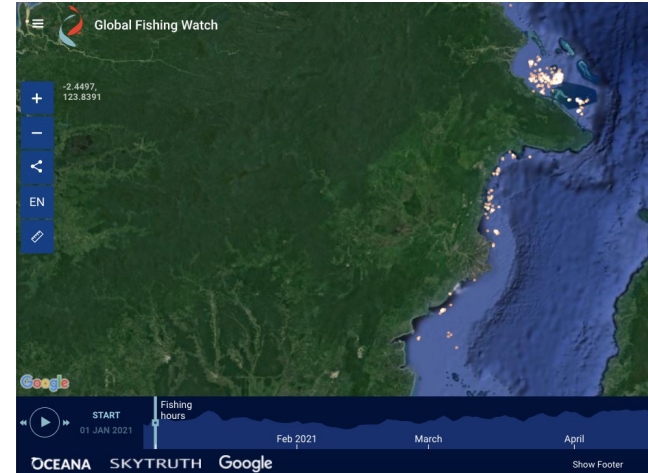 Global Fishing Watch
-2.4497,
123.8391
EN
Google
START
01 JAN 2021
Fishing
hours
Feb 2021
March
April
OCEANA SKYTRUTH Google
Show Footer